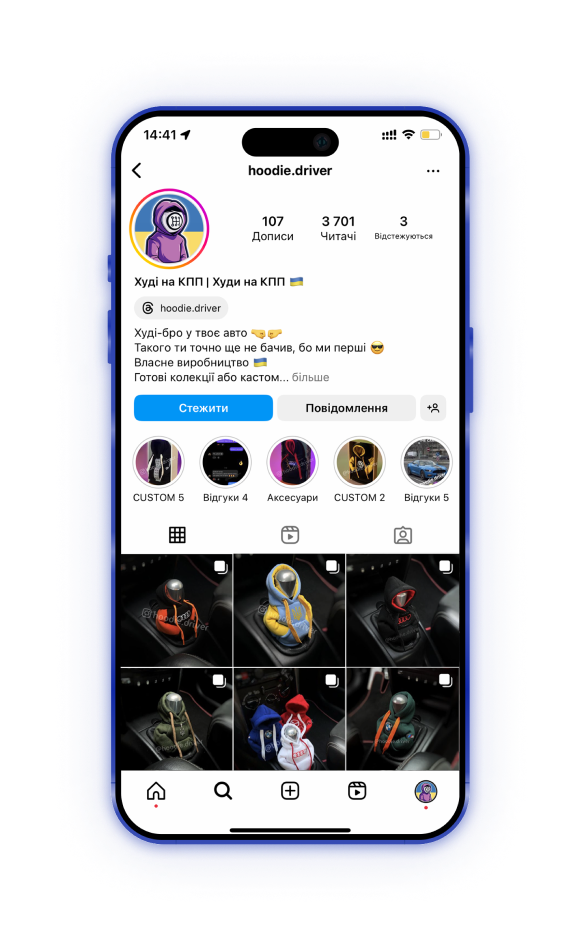 14:41
hoodie.driver
107 3 701 3
Дописи Читачі Відстежуються
Худі на КПП | Худи на КПП 🇺🇦
hoodie.driver
Худі-бро у твоє авто 🤜🤛
Такого ти точно ще не бачив, бо ми перші 😎
Власне виробництво 🇺🇦
Готові колекції або кастом... більше
Стежити Повідомлення
CUSTOM 5 Відгуки 4 Аксесуари CUSTOM 2 Відгуки 5